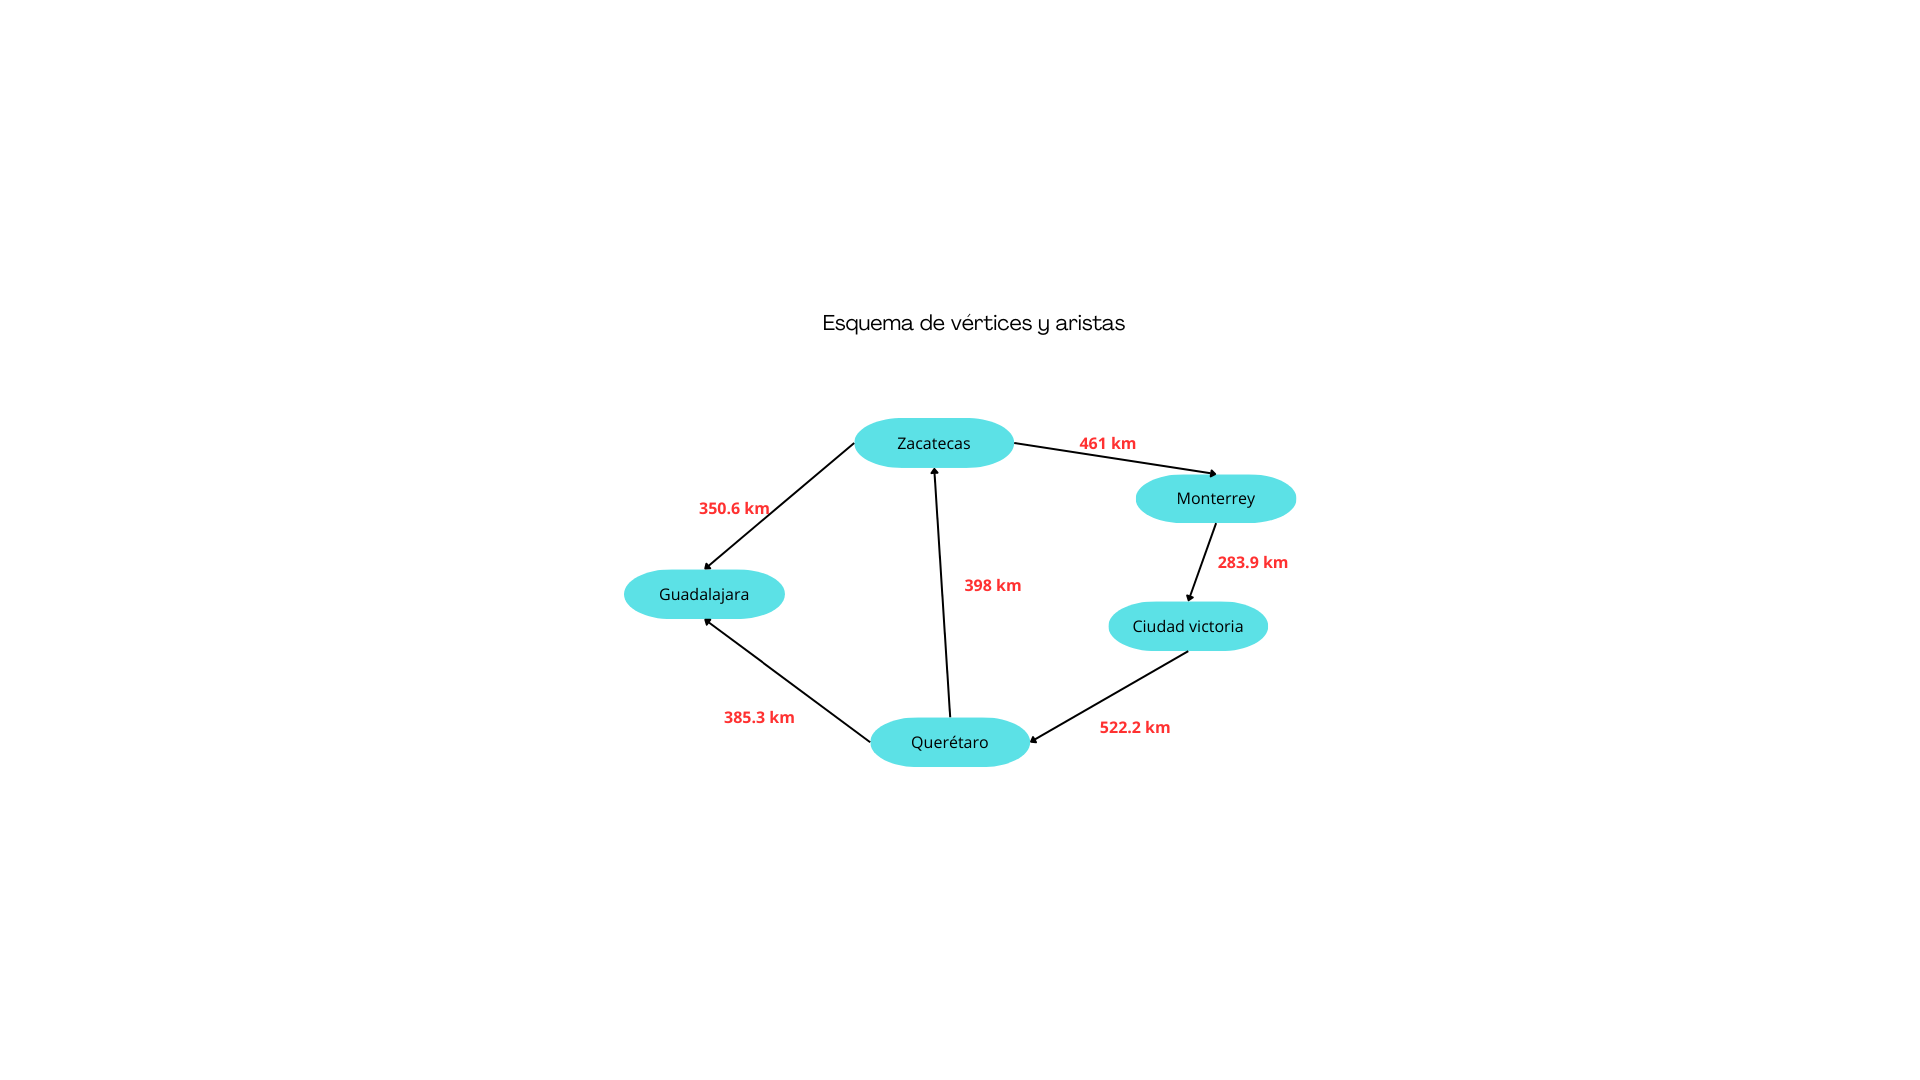 Esquema de vértices y aristas
Zacatecas
461 km
Monterrey
350.6 km
283.9 km
398 km
Guadalajara
Ciudad victoria
385.3 km
522.2 km
Querétaro